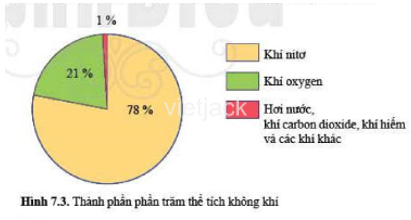 1 %
21 %
78 %
Khí nitơ
Khí oxygen
Hơi nước,
khí carbon dioxide, khí hiếm
và các khí khác
vietjack
Hình 7.3. Thành phần phần trăm thể tích không khí